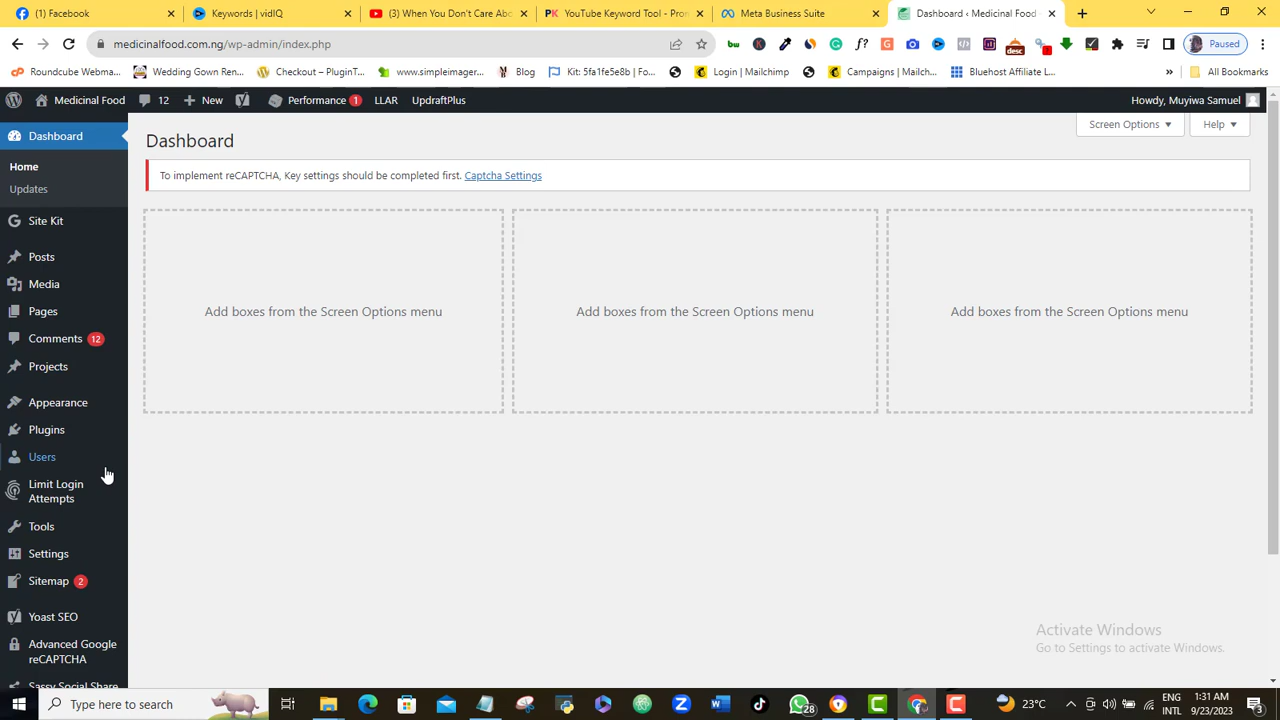 (1) Facebook
Keywords | vidIQ
(3) When You Don't Care Abo
YouTube Keyword Tool - Prov
Meta Business Suite
Dashboard ‹ Medicinal Food -
medicinalfood.com.ng/wp-admin/index.php
Paused
Roundcube Webma...
Wedding Gown Ren...
Checkout – PluginT...
www.simpleimager...
Blog
Kit: 5fa1fe5e8b | Fo...
Login | Mailchimp
Campaigns | Mailch...
Bluehost Affiliate L...
»
All Bookmarks
Medicinal Food
12
New
Performance 1
LLAR
UpdraftPlus
Howdy, Muyiwa Samuel
Dashboard
Home
Updates
Site Kit
Posts
Media
Pages
Comments 12
Projects
Appearance
Plugins
Users
Limit Login
Attempts
Tools
Settings
Sitemap 2
Yoast SEO
Advanced Google
reCAPTCHA
Sassy Social Share
Screen Options
Help
Dashboard
To implement reCAPTCHA, Key settings should be completed first. Captcha Settings
Add boxes from the Screen Options menu
Add boxes from the Screen Options menu
Add boxes from the Screen Options menu
Activate Windows
Go to Settings to activate Windows.
Type here to search
28
23°C
ENG
INTL
1:31 AM
9/23/2023
3